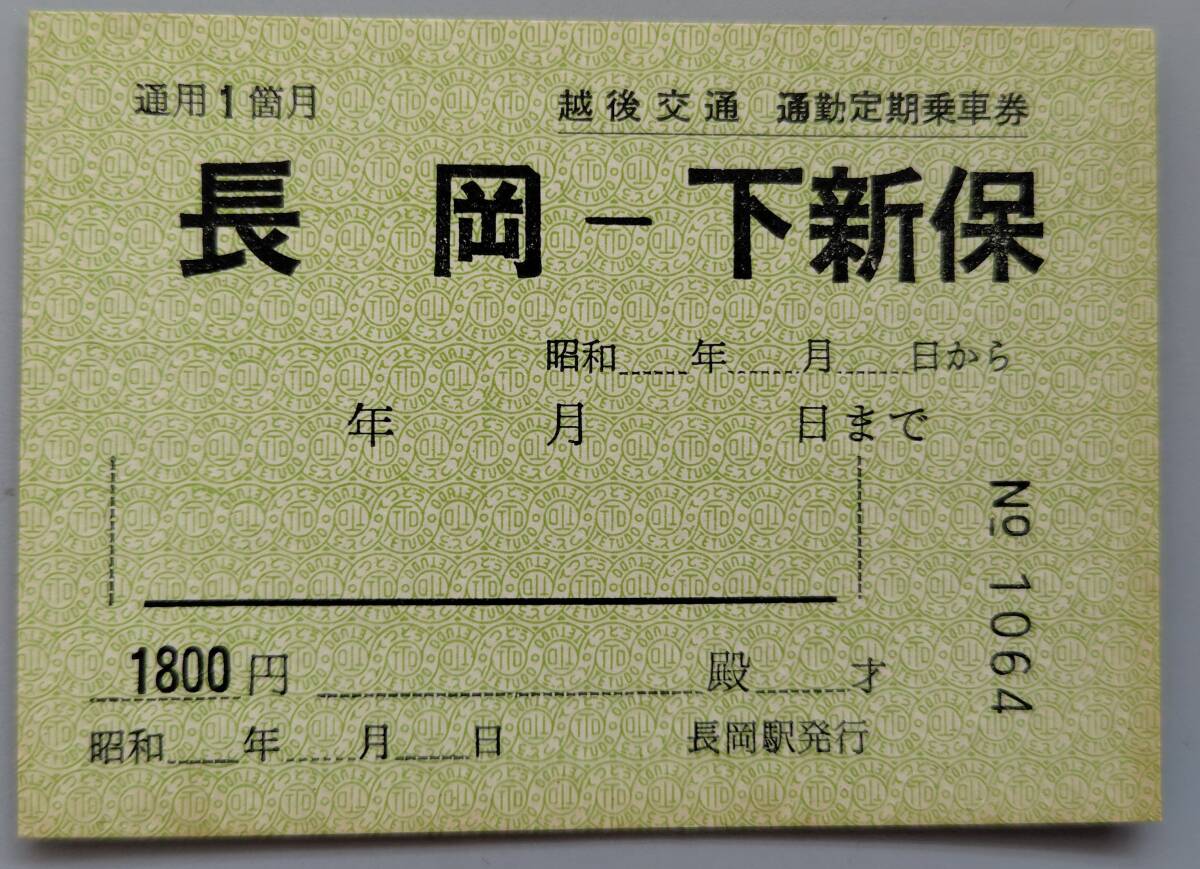 通用1箇月 越後交通 通勤定期乗車券
長岡－下新保
昭和 年 月 日から
年 月 日まで
№ 1064
1800円 殿 才
昭和 年 月 日 長岡駅発行